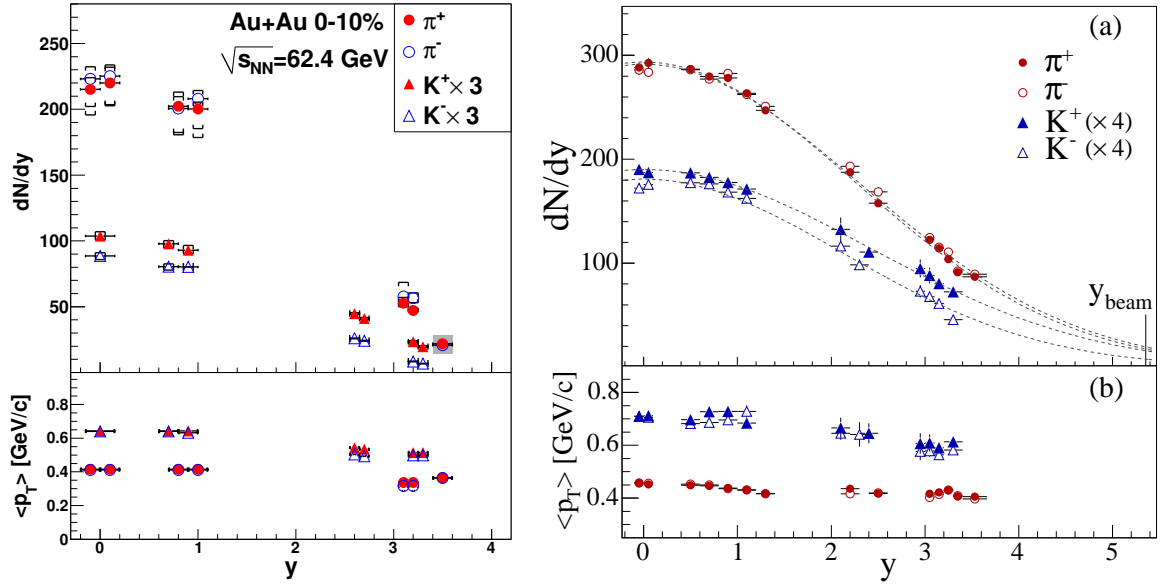 Au+Au 0-10%
√sNN=62.4 GeV
π+
π-
K+× 3
K-× 3
dN/dy
250
200
150
100
50
<pT> [GeV/c]
0.8
0.6
0.4
0.2
0
0 1 2 3 4
y
(a)
π+
π-
K+ (× 4)
K- (× 4)
dN/dy
300
200
100
ybeam
(b)
<pT> [GeV/c]
0.8
0.6
0.4
0 1 2 3 4 5
y